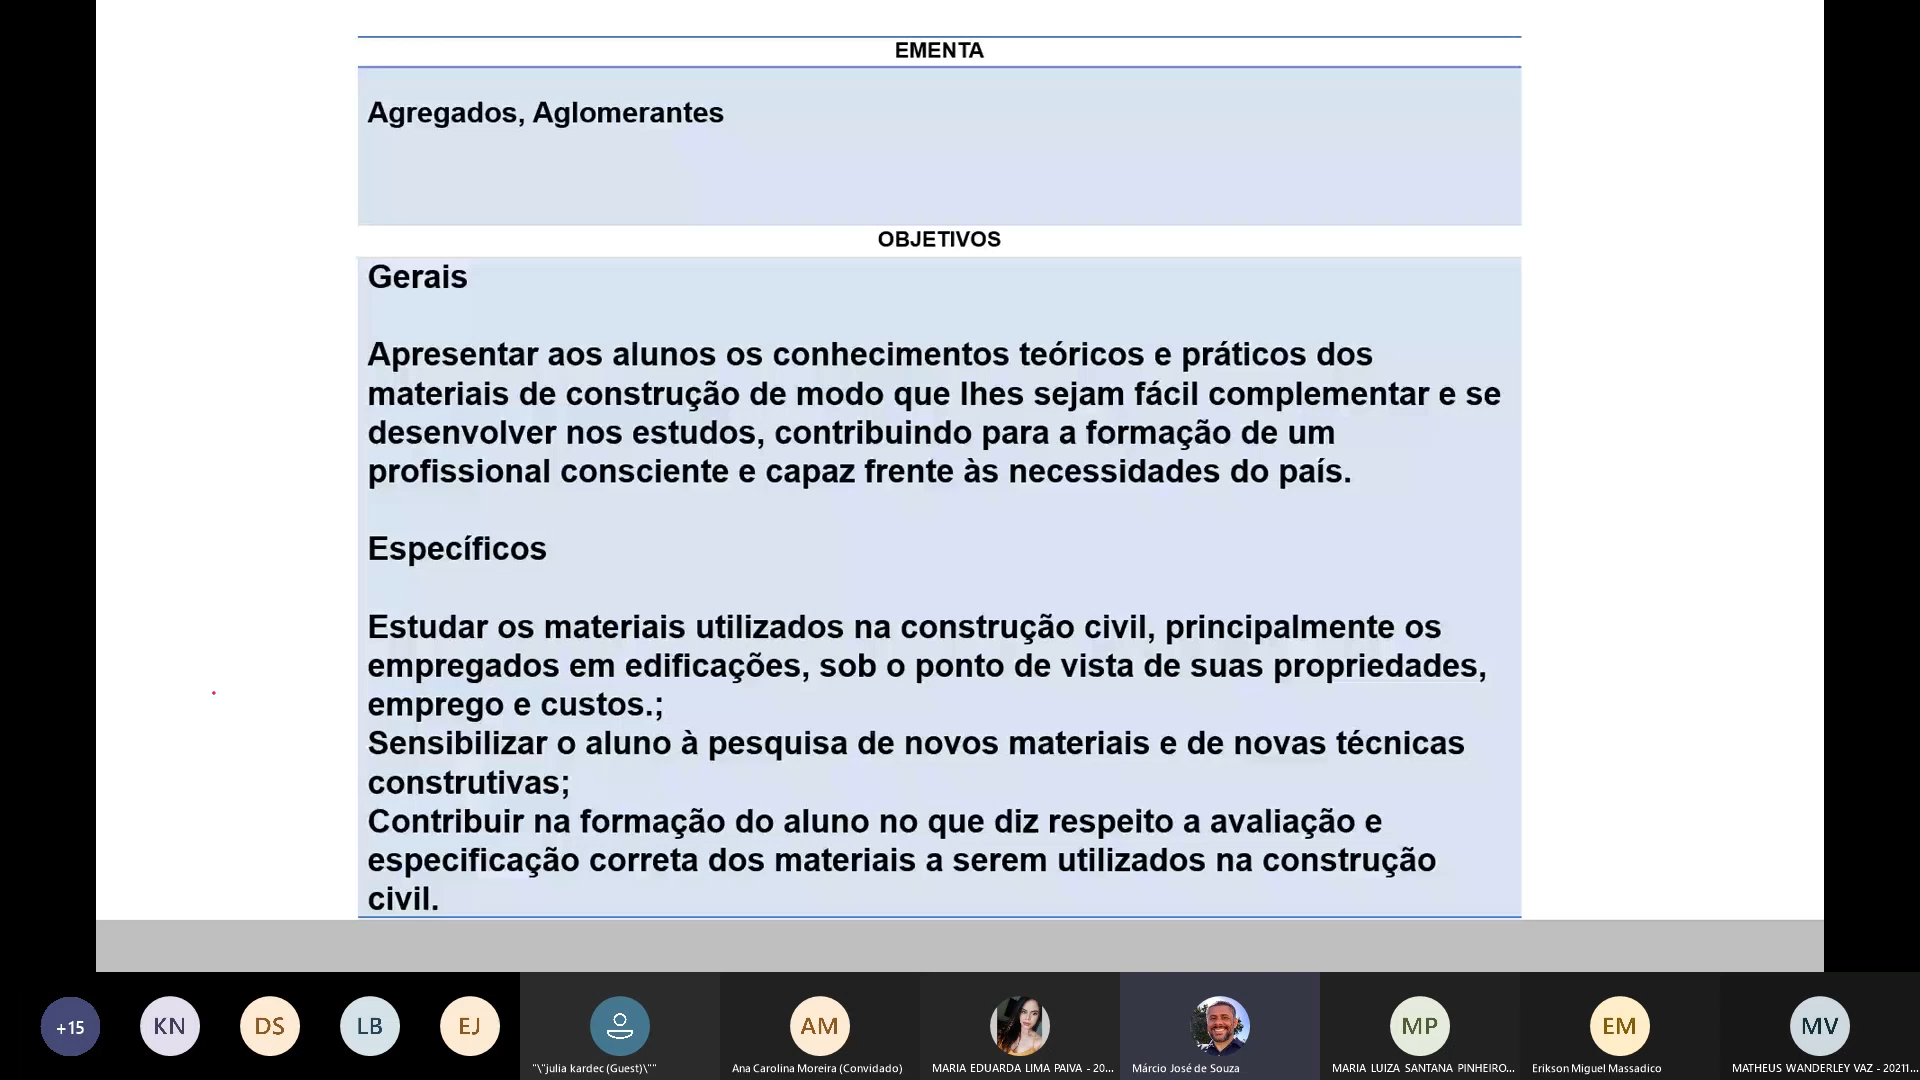 EMENTA
Agregados, Aglomerantes
OBJETIVOS
Gerais
Apresentar aos alunos os conhecimentos teóricos e práticos dos
materiais de construção de modo que lhes sejam fácil complementar e se
desenvolver nos estudos, contribuindo para a formação de um
profissional consciente e capaz frente às necessidades do país.
Específicos
Estudar os materiais utilizados na construção civil, principalmente os
empregados em edificações, sob o ponto de vista de suas propriedades,
emprego e custos.;
Sensibilizar o aluno à pesquisa de novos materiais e de novas técnicas
construtivas;
Contribuir na formação do aluno no que diz respeito a avaliação e
especificação correta dos materiais a serem utilizados na construção
civil.
+15
KN
DS
LB
EJ
AM
MP
EM
MV
"\"julia kardec (Guest)\""
Ana Carolina Moreira (Convidado)
MARIA EDUARDA LIMA PAIVA - 20...
Márcio José de Souza
MARIA LUIZA SANTANA PINHEIRO...
Erikson Miguel Massadico
MATHEUS WANDERLEY VAZ - 20211...